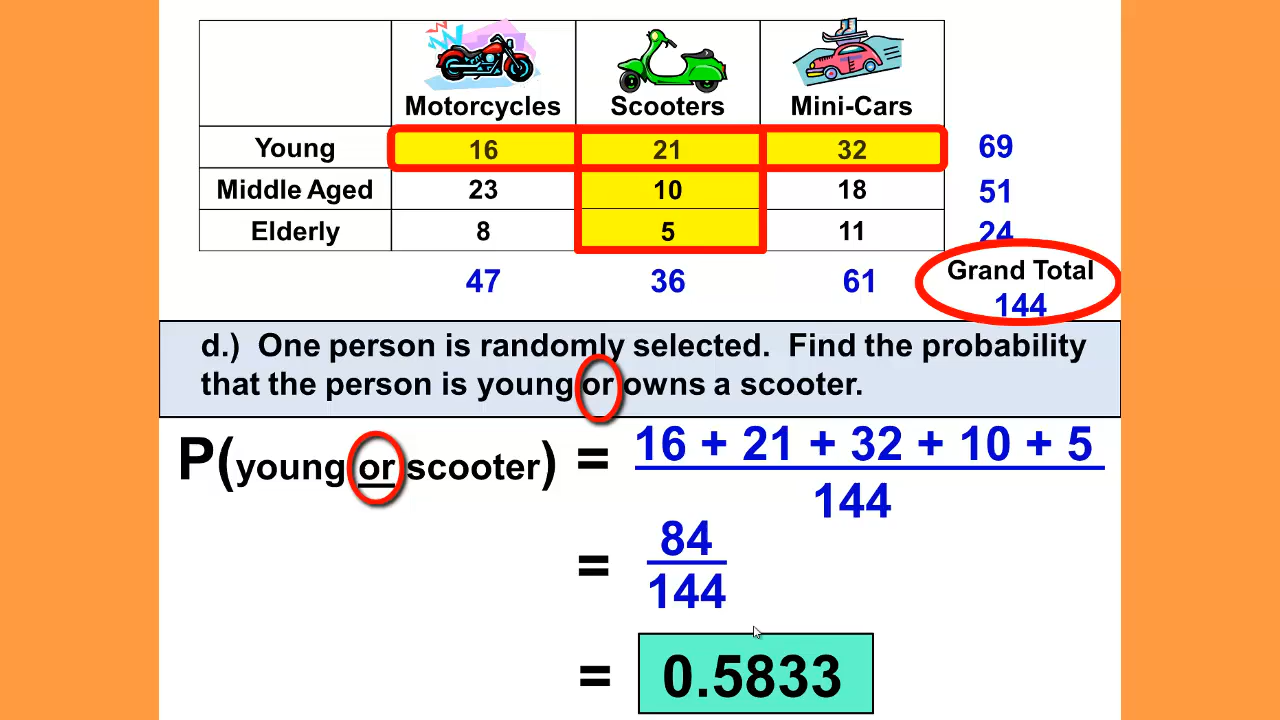 Motorcycles Scooters Mini-Cars
Young 16 21 32 69
Middle Aged 23 10 18 51
Elderly 8 5 11 24
47 36 61 Grand Total
144
d.) One person is randomly selected. Find the probability
that the person is young or owns a scooter.
P(young or scooter) = 16 + 21 + 32 + 10 + 5
144
= 84
144
= 0.5833